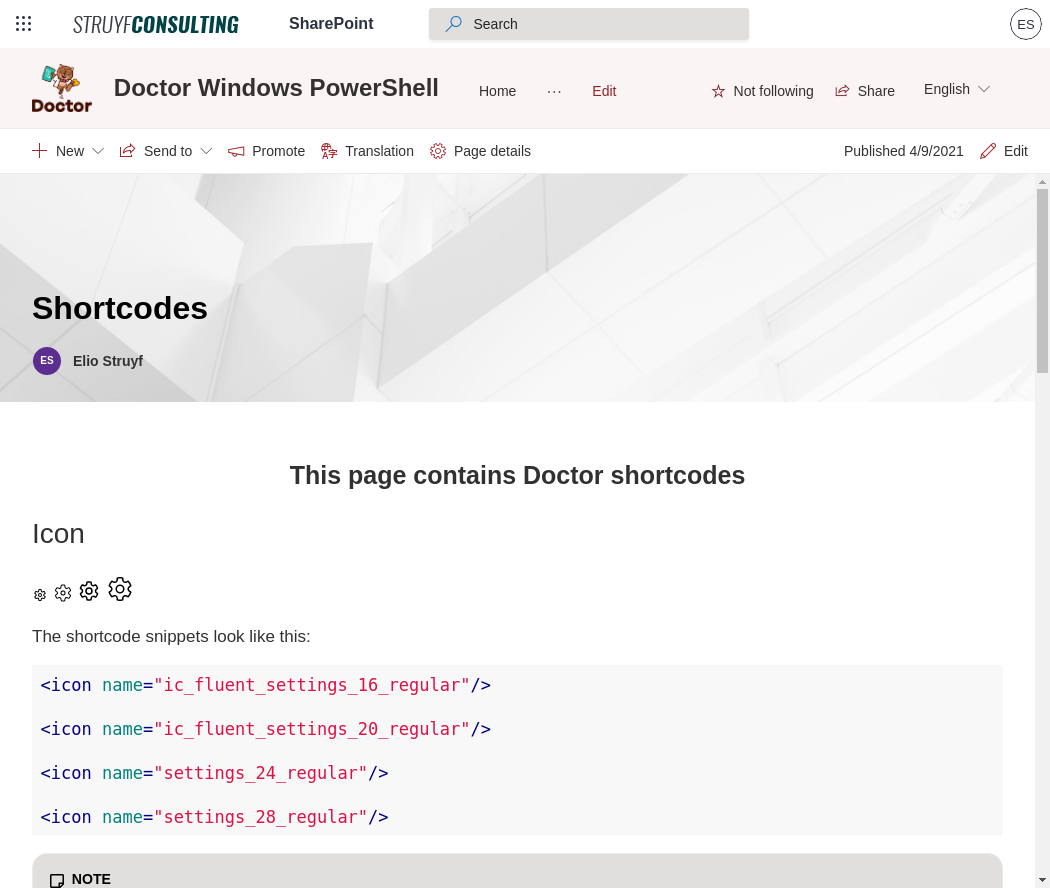 STRUYFCONSULTING SharePoint Search ES
Doctor Doctor Windows PowerShell Home ··· Edit Not following Share English
New Send to Promote Translation Page details Published 4/9/2021 Edit
Shortcodes
ES Elio Struyf
This page contains Doctor shortcodes
Icon
The shortcode snippets look like this:
<icon name="ic_fluent_settings_16_regular"/>
<icon name="ic_fluent_settings_20_regular"/>
<icon name="settings_24_regular"/>
<icon name="settings_28_regular"/>
NOTE